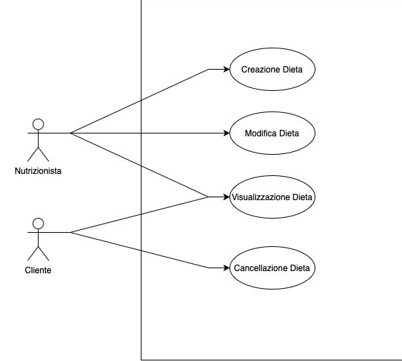 Creazione Dieta
Modifica Dieta
Nutrizionista
Visualizzazione Dieta
Cliente
Cancellazione Dieta